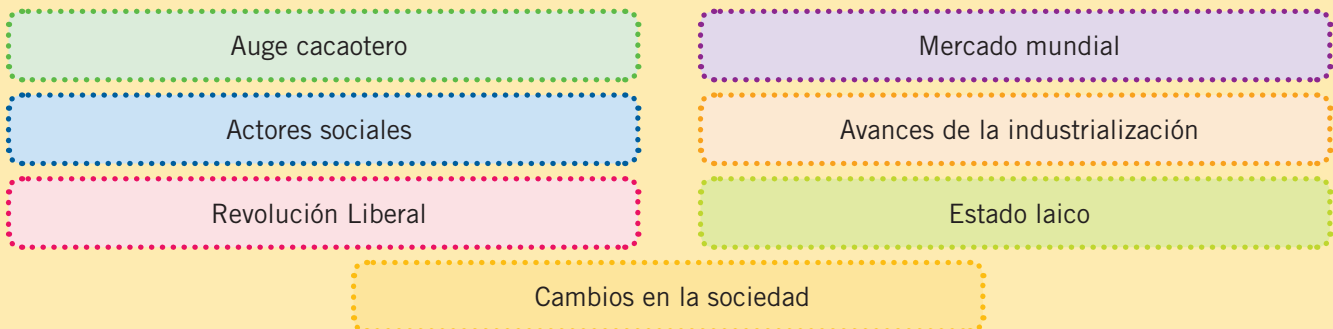 Auge cacaotero
Mercado mundial
Actores sociales
Avances de la industrialización
Revolución Liberal
Estado laico
Cambios en la sociedad